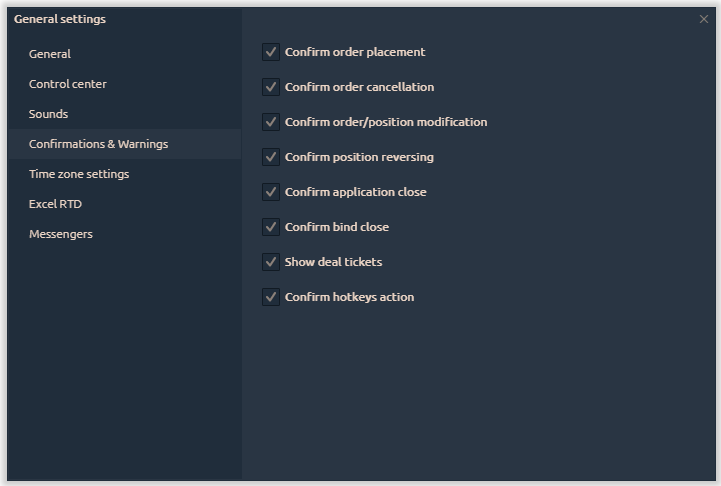 General settings
General
Control center
Sounds
Confirmations & Warnings
Time zone settings
Excel RTD
Messengers
Confirm order placement
Confirm order cancellation
Confirm order/position modification
Confirm position reversing
Confirm application close
Confirm bind close
Show deal tickets
Confirm hotkeys action